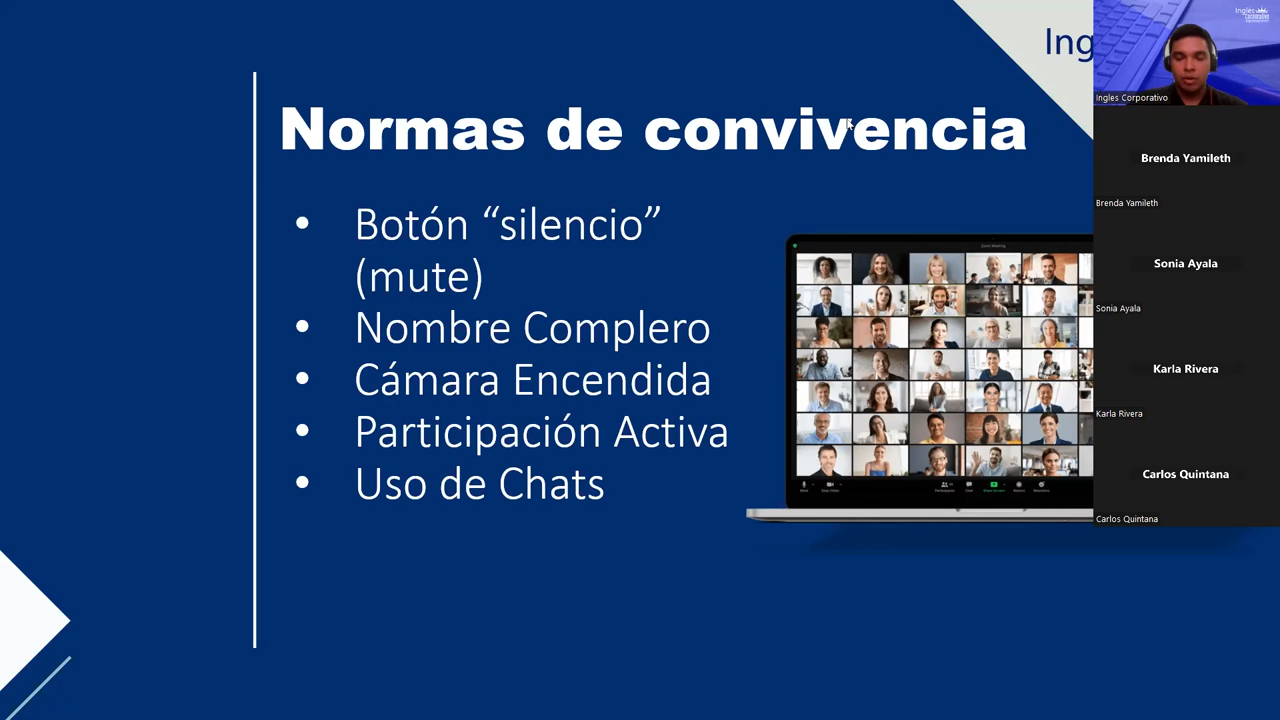 Ing
Normas de convivencia
• Botón “silencio”
(mute)
• Nombre Complero
• Cámara Encendida
• Participación Activa
• Uso de Chats
Ingles Corporativo
Brenda Yamileth
Brenda Yamileth
Sonia Ayala
Sonia Ayala
Karla Rivera
Karla Rivera
Carlos Quintana
Carlos Quintana